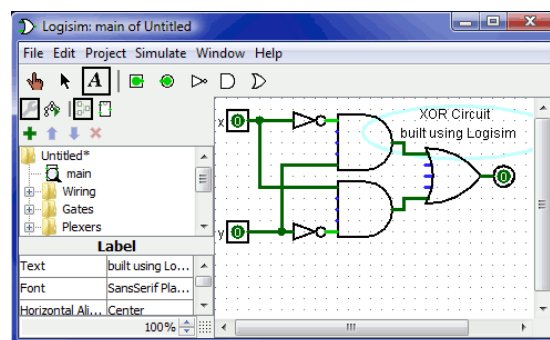 Logisim: main of Untitled
File Edit Project Simulate Window Help
A
Untitled*
main
Wiring
Gates
Plexers
Label
Text built using Lo...
Font SansSerif Pla...
Horizontal Ali... Center
100%
XOR Circuit
built using Logisim
x 0
0
y 0